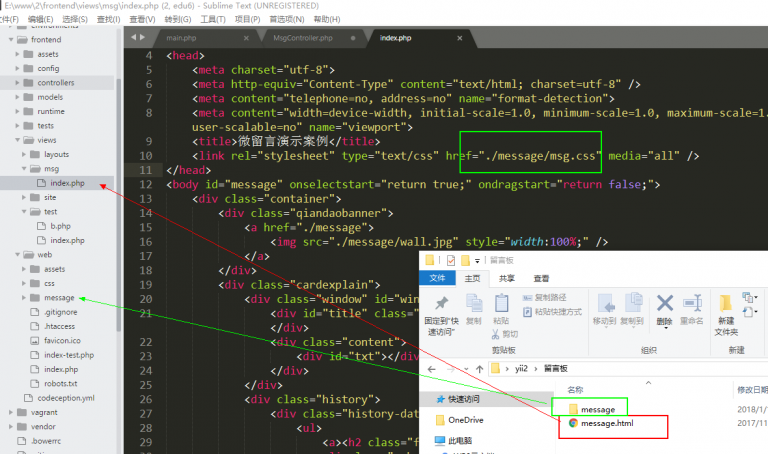 E:\www\2\frontend\views\msg\index.php (2, edu6) - Sublime Text (UNREGISTERED)
文件(F) 编辑(E) 选择(S) 查找(I) 查看(V) 转到(G) 工具(T) 项目(P) 首选项(N) 帮助(H)
environments
frontend
assets
config
controllers
models
runtime
tests
views
layouts
msg
index.php
site
test
b.php
index.php
web
assets
css
message
.gitignore
.htaccess
favicon.ico
index-test.php
index.php
robots.txt
codeception.yml
vagrant
vendor
.bowerrc
main.php
MsgController.php
index.php
4 <head>
5 <meta charset="utf-8">
6 <meta http-equiv="Content-Type" content="text/html; charset=utf-8" />
7 <meta content="telephone=no, address=no" name="format-detection">
8 <meta content="width=device-width, initial-scale=1.0, minimum-scale=1.0, maximum-scale=1.
user-scalable=no" name="viewport">
9 <title>微留言演示案例</title>
10 <link rel="stylesheet" type="text/css" href="./message/msg.css" media="all" />
11 </head>
12 <body id="message" onselectstart="return true;" ondragstart="return false;">
13 <div class="container">
14 <div class="qiandaobanner">
15 <a href="./message">
16 <img src="./message/wall.jpg" style="width:100%;" />
17 </a>
18 </div>
19 <div class="cardexplain">
20 <div class="window" id="win
21 <div id="title" class="
</div>
22 <div class="content">
23 <div id="txt"></div
24 </div>
25 </div>
26 <div class="history">
27 <div class="history-dat
28 <ul>
29 <a><h2 class="f
留言板
文件
主页
共享
查看
固定到"快速访问"
复制
粘贴
复制路径
粘贴快捷方式
剪切
移动到
复制到
删除
重命名
新建
文件夹
剪贴板
组织
新建
yii2
留言板
快速访问
OneDrive
此电脑
名称
修改日期
message
2018/1/
message.html
2017/11